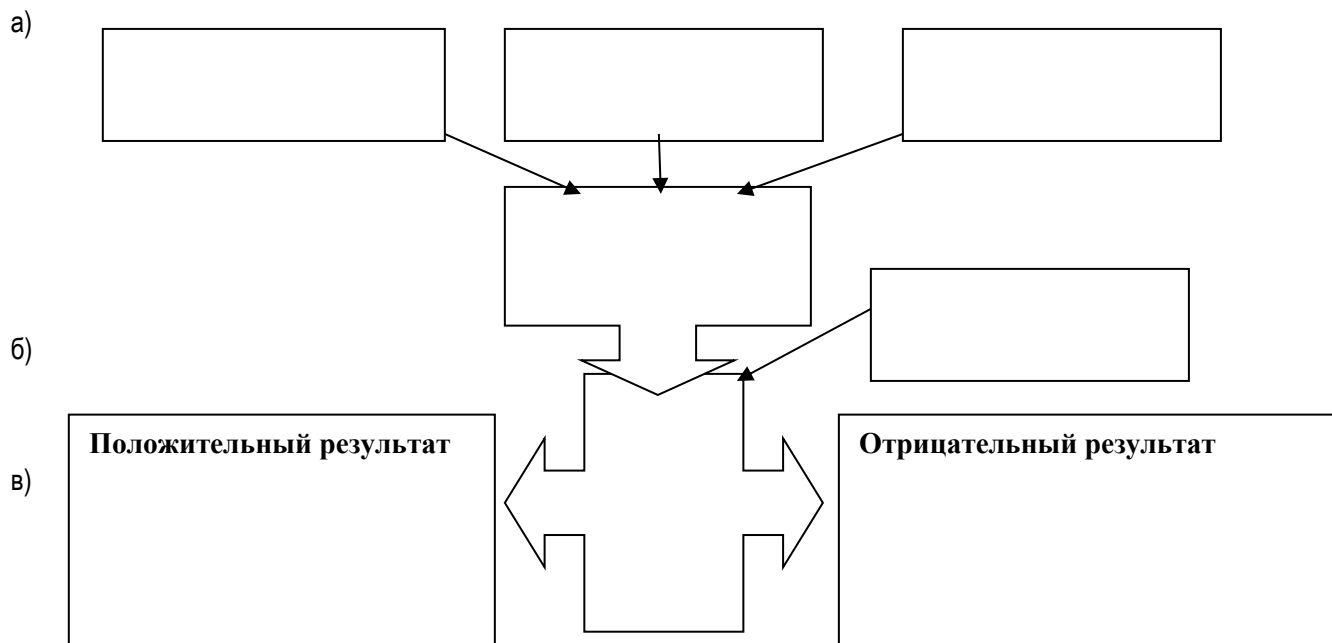 а)
б)
Положительный результат
Отрицательный результат
в)